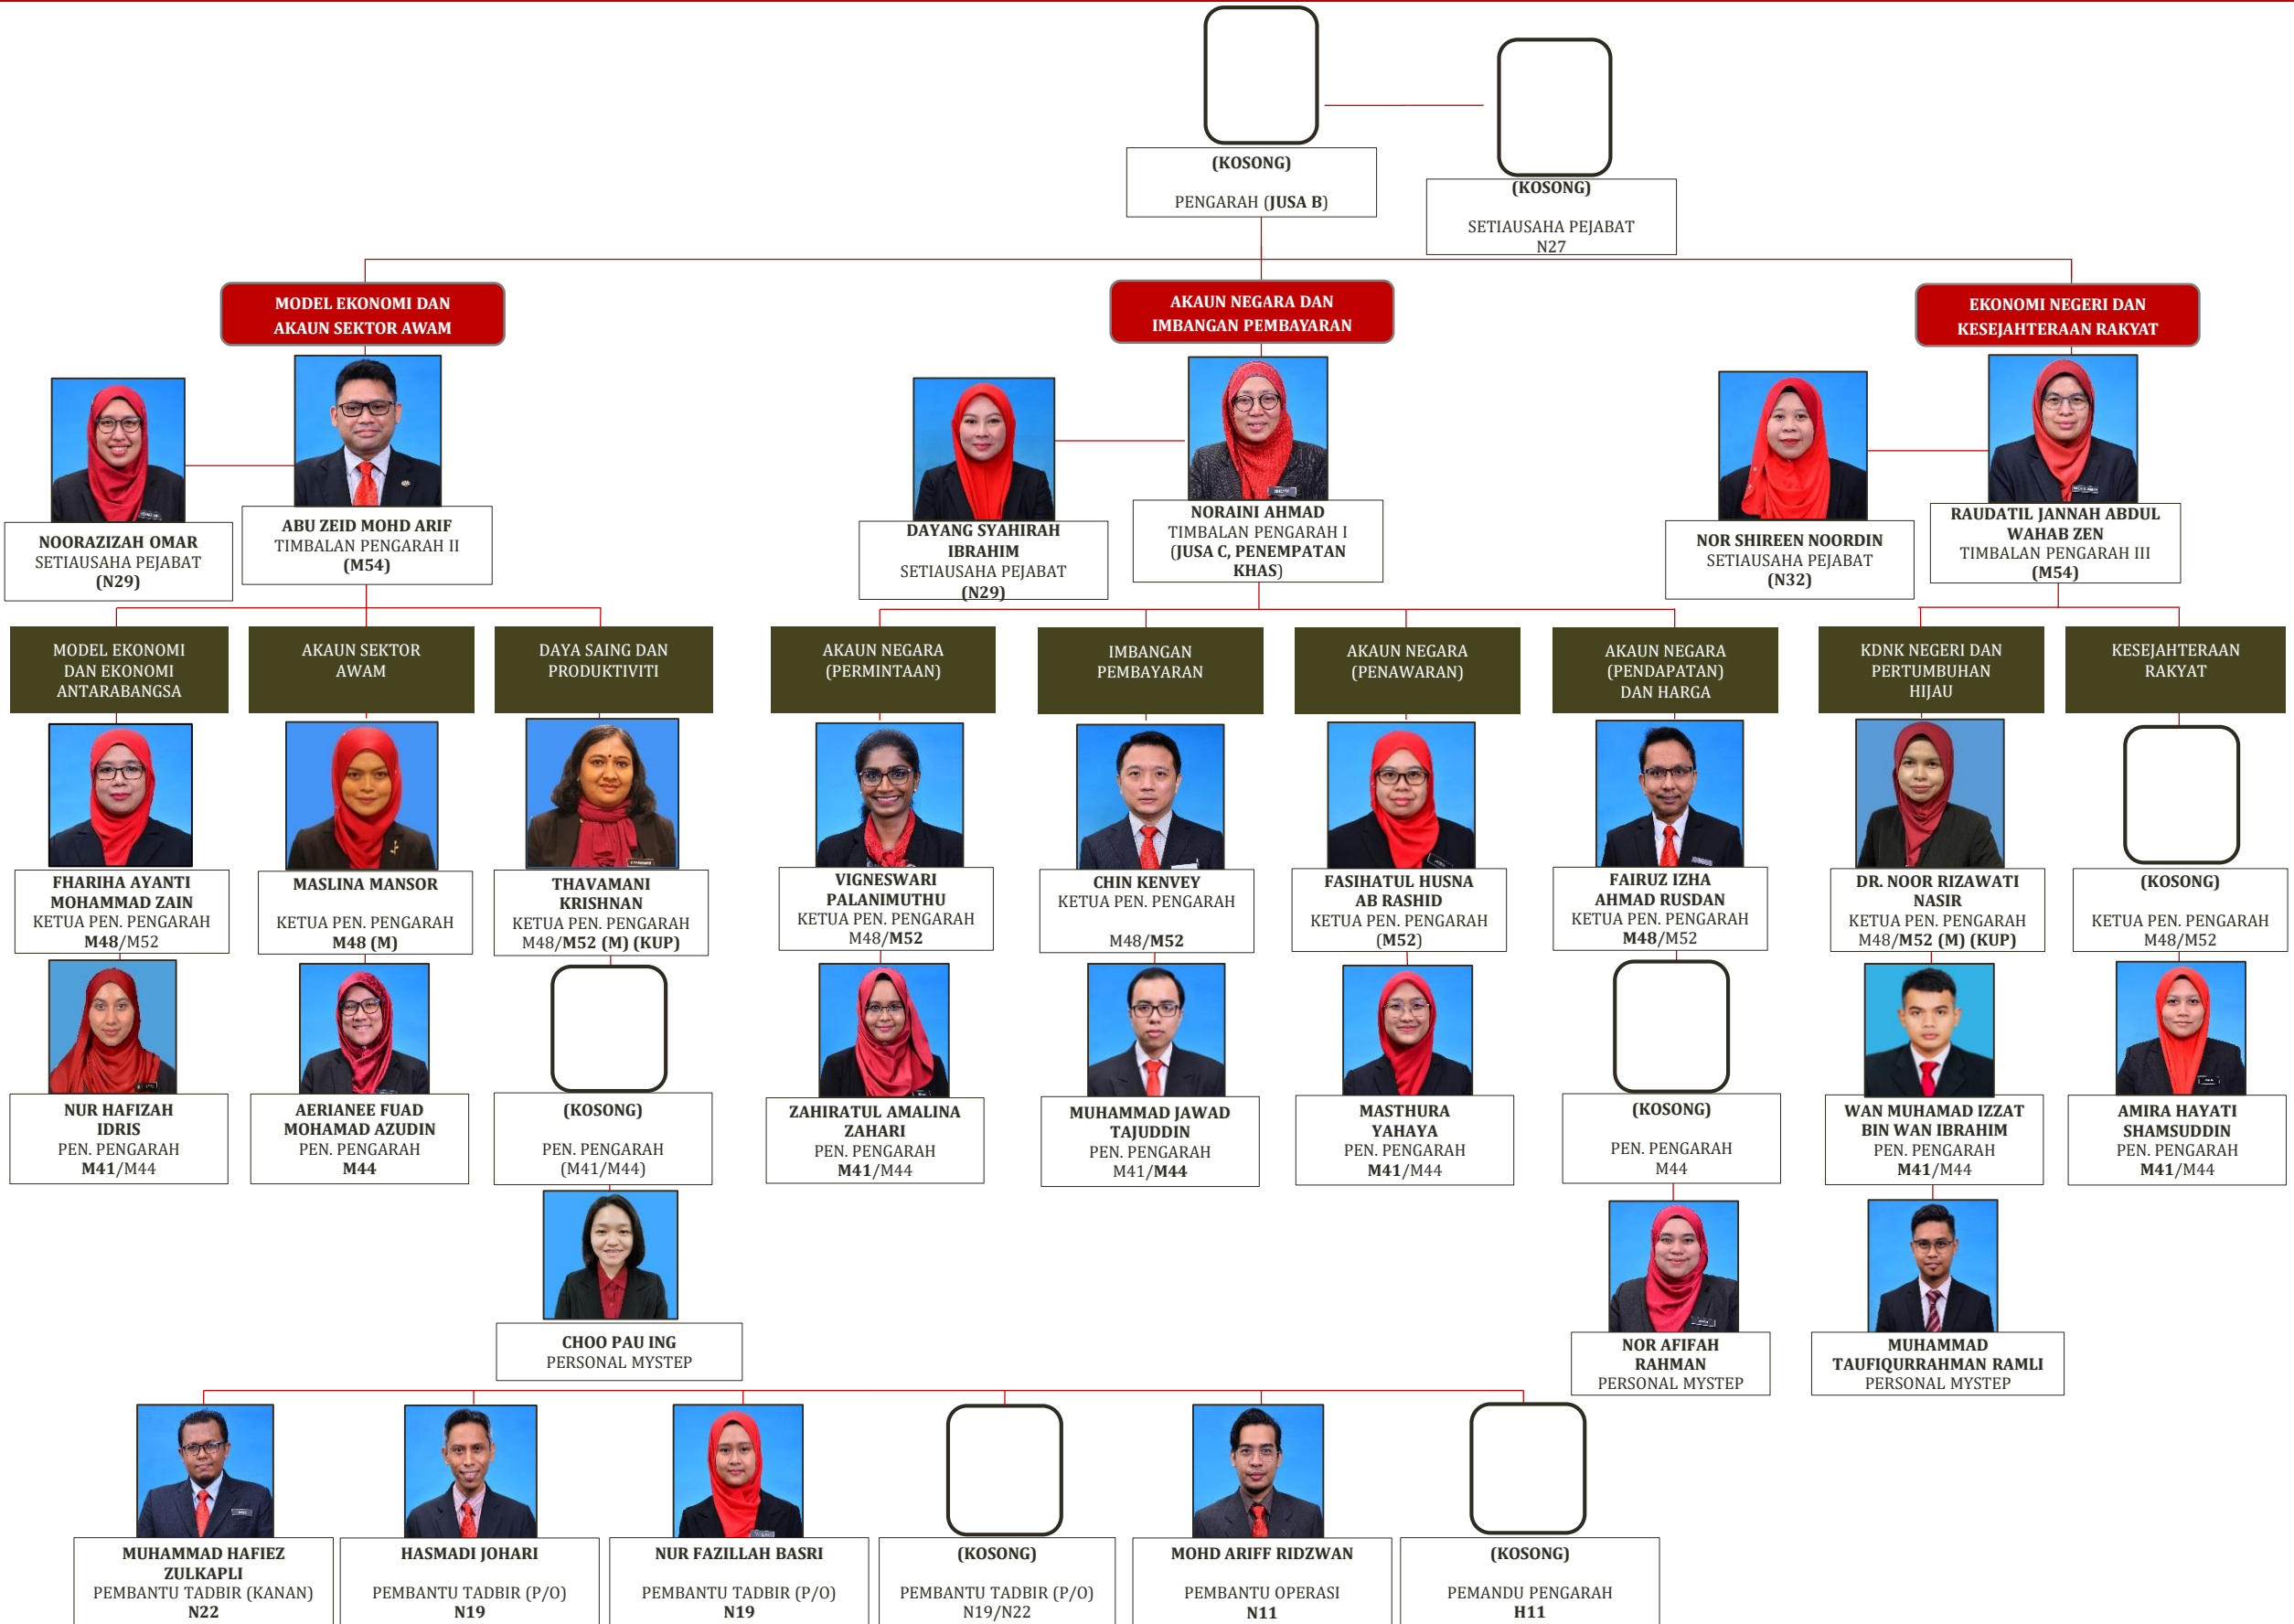 (KOSONG)
PENGARAH (JUSA B)
(KOSONG)
SETIAUSAHA PEJABAT
N27
MODEL EKONOMI DAN
AKAUN SEKTOR AWAM
AKAUN NEGARA DAN
IMBANGAN PEMBAYARAN
EKONOMI NEGERI DAN
KESEJAHTERAAN RAKYAT
NOORAZIZAH OMAR
SETIAUSAHA PEJABAT
(N29)
ABU ZEID MOHD ARIF
TIMBALAN PENGARAH II
(M54)
DAYANG SYAHIRAH
IBRAHIM
SETIAUSAHA PEJABAT
(N29)
NORAINI AHMAD
TIMBALAN PENGARAH I
(JUSA C, PENEMPATAN
KHAS)
NOR SHIREEN NOORDIN
SETIAUSAHA PEJABAT
(N32)
RAUDATIL JANNAH ABDUL
WAHAB ZEN
TIMBALAN PENGARAH III
(M54)
MODEL EKONOMI
DAN EKONOMI
ANTARABANGSA
AKAUN SEKTOR
AWAM
DAYA SAING DAN
PRODUKTIVITI
AKAUN NEGARA
(PERMINTAAN)
IMBANGAN
PEMBAYARAN
AKAUN NEGARA
(PENAWARAN)
AKAUN NEGARA
(PENDAPATAN)
DAN HARGA
KDNK NEGERI DAN
PERTUMBUHAN
HIJAU
KESEJAHTERAAN
RAKYAT
FHARIHA AYANTI
MOHAMMAD ZAIN
KETUA PEN. PENGARAH
M48/M52
MASLINA MANSOR
KETUA PEN. PENGARAH
M48 (M)
THAVAMANI
KRISHNAN
KETUA PEN. PENGARAH
M48/M52 (M) (KUP)
VIGNESWARI
PALANIMUTHU
KETUA PEN. PENGARAH
M48/M52
CHIN KENVEY
KETUA PEN. PENGARAH
M48/M52
FASIHATUL HUSNA
AB RASHID
KETUA PEN. PENGARAH
(M52)
FAIRUZ IZHA
AHMAD RUSDAN
KETUA PEN. PENGARAH
M48/M52
DR. NOOR RIZAWATI
NASIR
KETUA PEN. PENGARAH
M48/M52 (M) (KUP)
(KOSONG)
KETUA PEN. PENGARAH
M48/M52
NUR HAFIZAH
IDRIS
PEN. PENGARAH
M41/M44
AERIANEE FUAD
MOHAMAD AZUDIN
PEN. PENGARAH
M44
(KOSONG)
PEN. PENGARAH
(M41/M44)
ZAHIRATUL AMALINA
ZAHARI
PEN. PENGARAH
M41/M44
MUHAMMAD JAWAD
TAJUDDIN
PEN. PENGARAH
M41/M44
MASTHURA
YAHAYA
PEN. PENGARAH
M41/M44
(KOSONG)
PEN. PENGARAH
M44
WAN MUHAMAD IZZAT
BIN WAN IBRAHIM
PEN. PENGARAH
M41/M44
AMIRA HAYATI
SHAMSUDDIN
PEN. PENGARAH
M41/M44
CHOO PAU ING
PERSONAL MYSTEP
NOR AFIFAH
RAHMAN
PERSONAL MYSTEP
MUHAMMAD
TAUFIQURRAHMAN RAMLI
PERSONAL MYSTEP
MUHAMMAD HAFIEZ
ZULKAPLI
PEMBANTU TADBIR (KANAN)
N22
HASMADI JOHARI
PEMBANTU TADBIR (P/O)
N19
NUR FAZILLAH BASRI
PEMBANTU TADBIR (P/O)
N19
(KOSONG)
PEMBANTU TADBIR (P/O)
N19/N22
MOHD ARIFF RIDZWAN
PEMBANTU OPERASI
N11
(KOSONG)
PEMANDU PENGARAH
H11